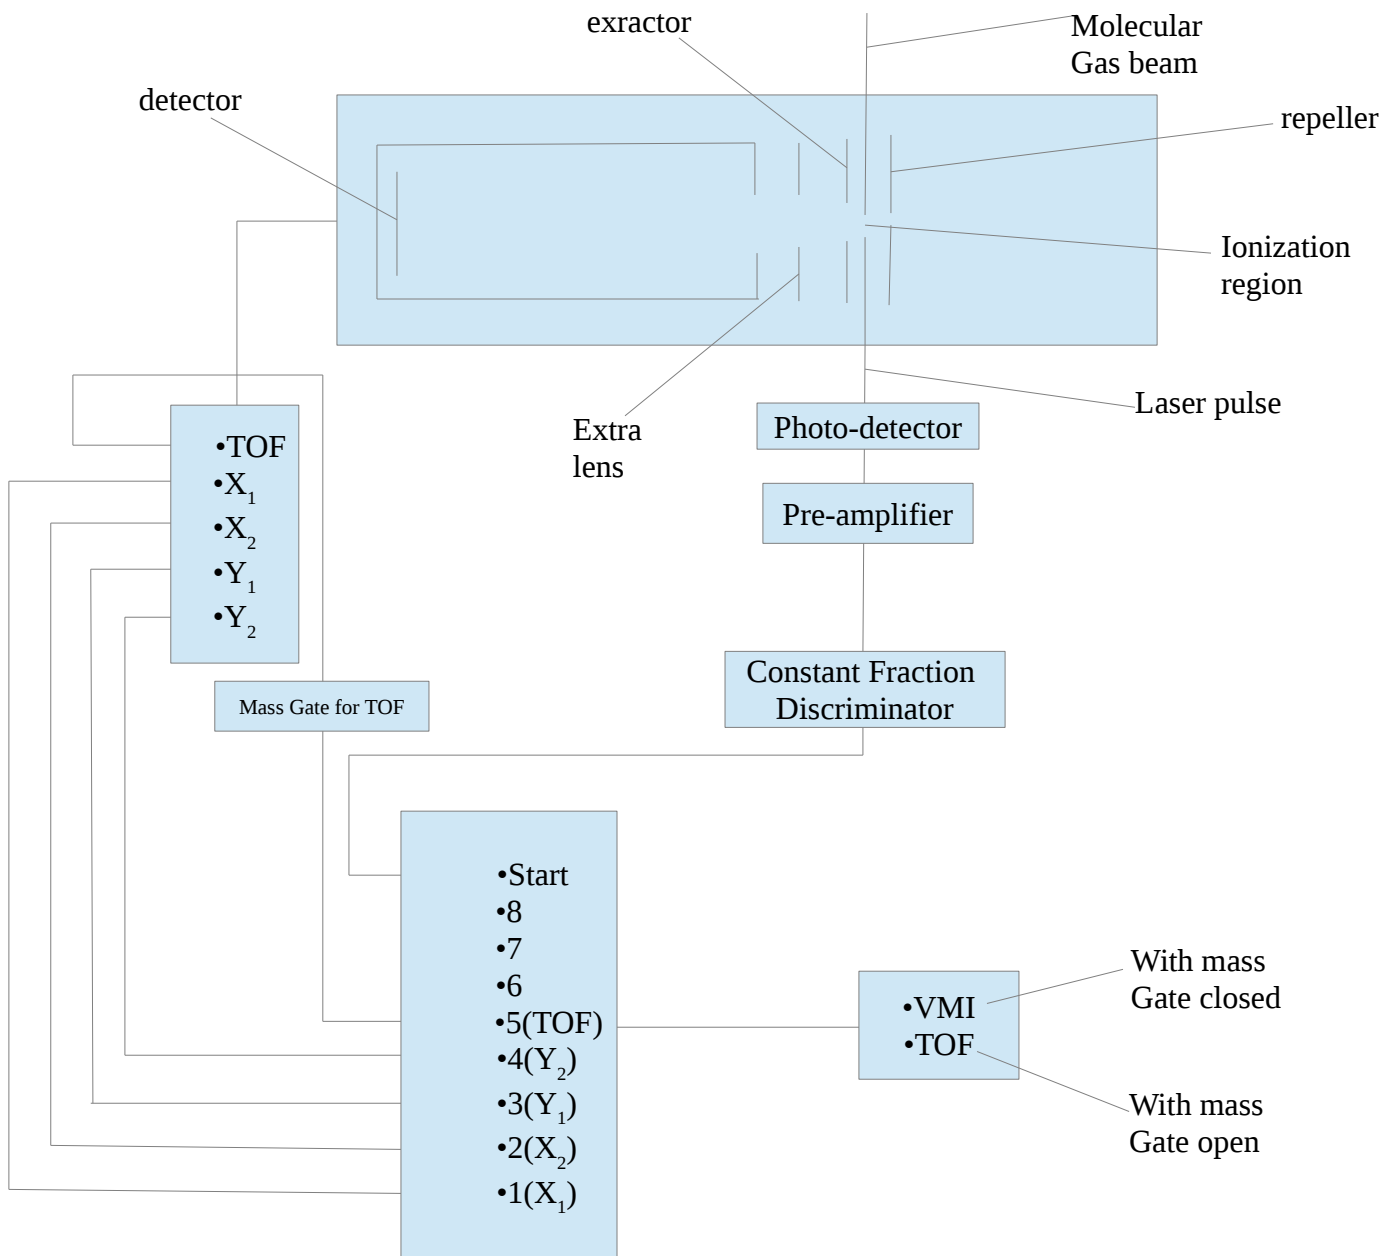 exractor
Molecular
Gas beam
detector
repeller
Ionization
region
Extra
lens
Laser pulse
Photo-detector
Pre-amplifier
•TOF
•X₁
•X₂
•Y₁
•Y₂
Mass Gate for TOF
Constant Fraction
Discriminator
•Start
•8
•7
•6
•5(TOF)
•4(Y₂)
•3(Y₁)
•2(X₂)
•1(X₁)
•VMI
•TOF
With mass
Gate closed
With mass
Gate open